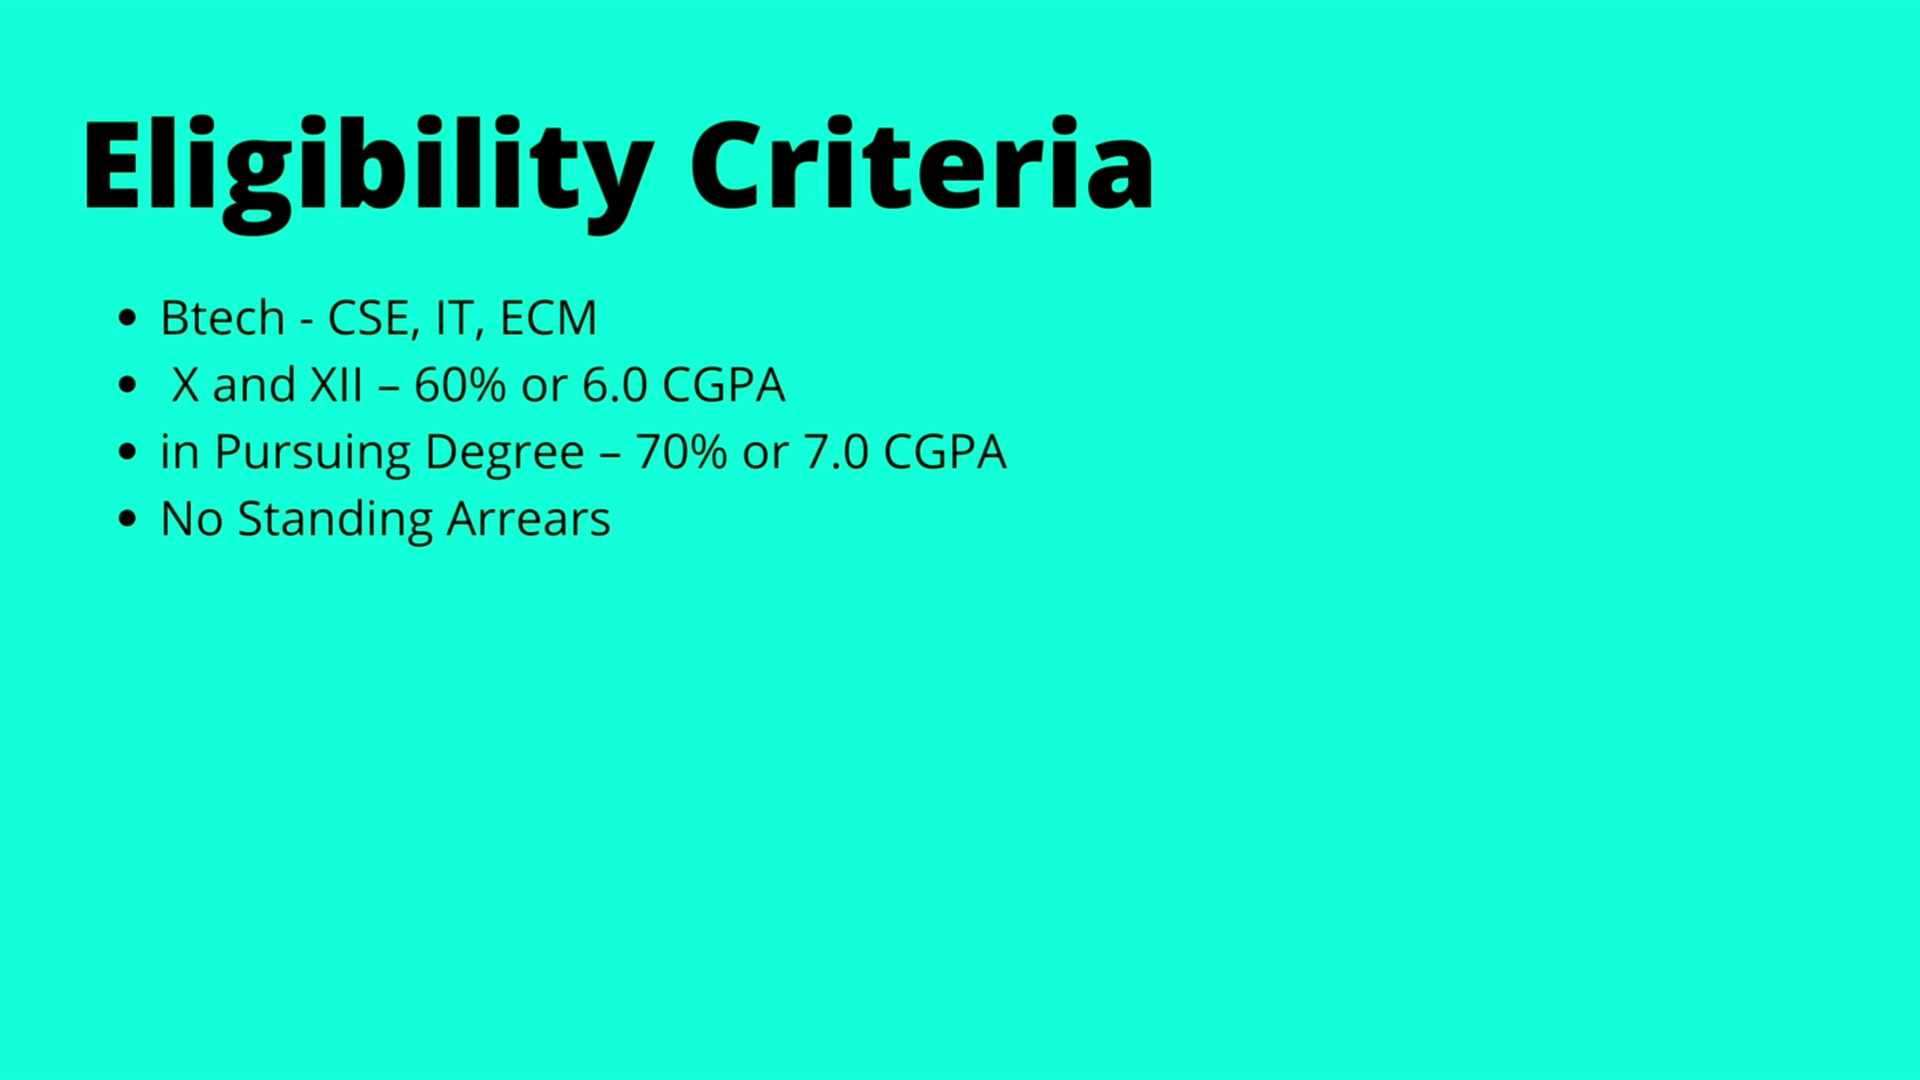 Eligibility Criteria
• Btech - CSE, IT, ECM
• X and XII – 60% or 6.0 CGPA
• in Pursuing Degree – 70% or 7.0 CGPA
• No Standing Arrears